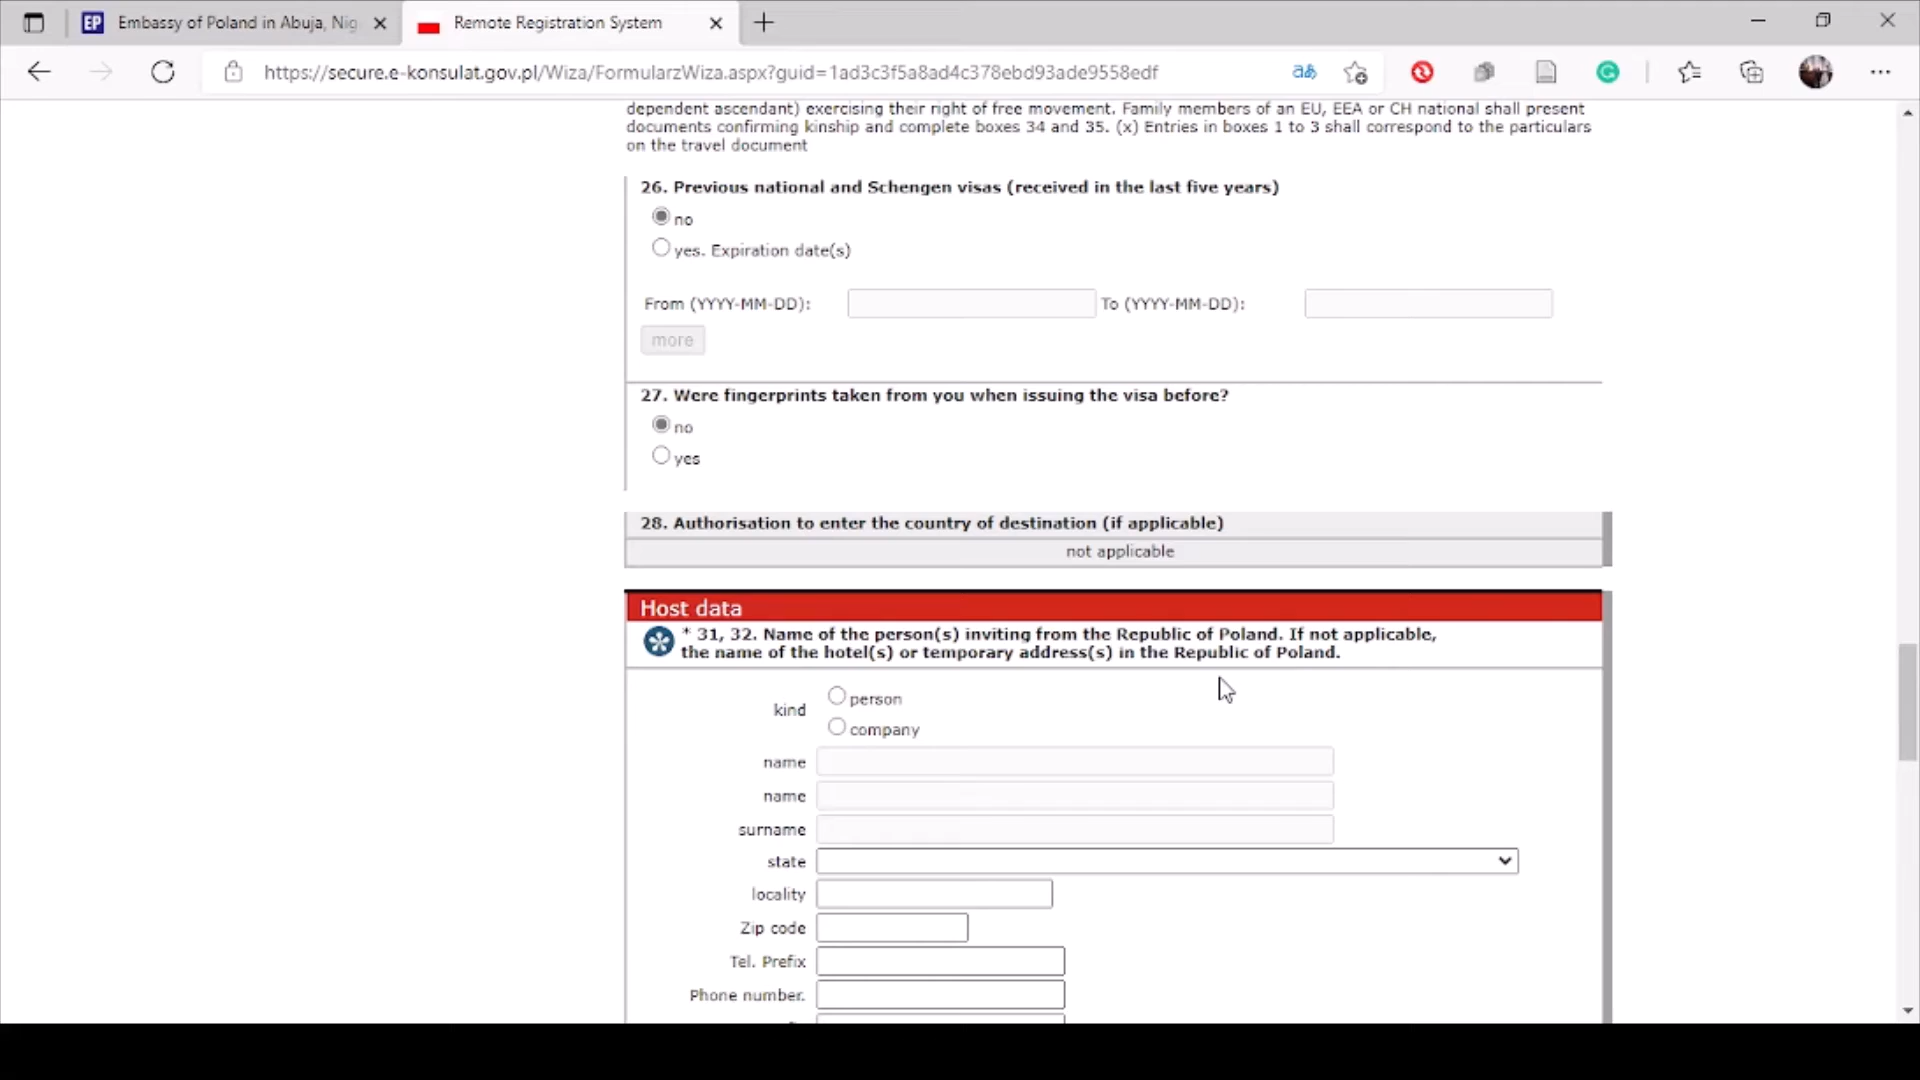 EP Embassy of Poland in Abuja, Nig
Remote Registration System
https://secure.e-konsulat.gov.pl/Wiza/FormularzWiza.aspx?guid=1ad3c3f5a8ad4c378ebd93ade9558edf
dependent ascendant) exercising their right of free movement. Family members of an EU, EEA or CH national shall present
documents confirming kinship and complete boxes 34 and 35. (x) Entries in boxes 1 to 3 shall correspond to the particulars
on the travel document
26. Previous national and Schengen visas (received in the last five years)
no
yes. Expiration date(s)
From (YYYY-MM-DD): To (YYYY-MM-DD):
more
27. Were fingerprints taken from you when issuing the visa before?
no
yes
28. Authorisation to enter the country of destination (if applicable)
not applicable
Host data
* 31, 32. Name of the person(s) inviting from the Republic of Poland. If not applicable,
the name of the hotel(s) or temporary address(s) in the Republic of Poland.
kind
person
company
name
name
surname
state
locality
Zip code
Tel. Prefix
Phone number.